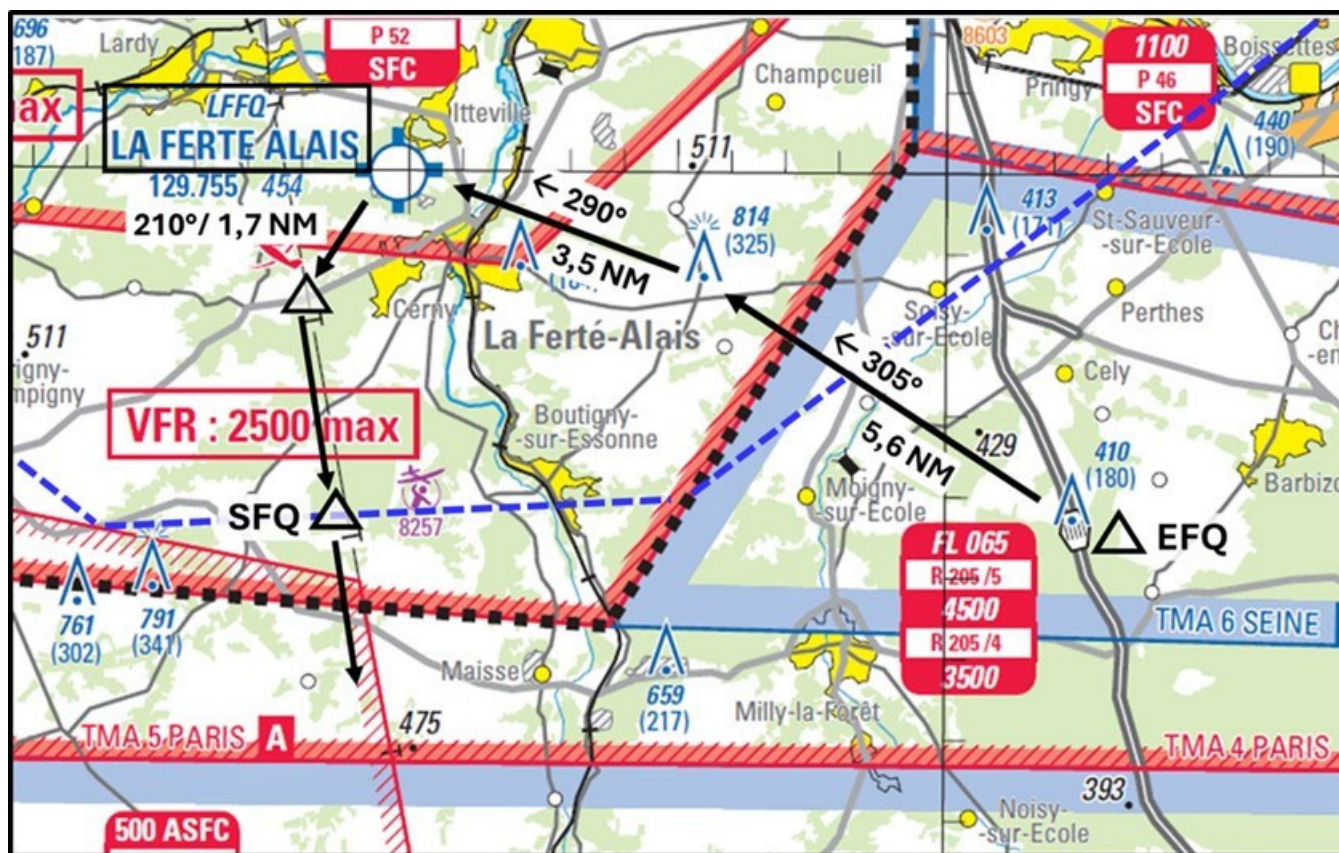 696
(187)
Lardy
P 52
SFC
8603
1100
P 46
SFC
Boissettes
Pringy
Champcueil
Itteville
max
LFFQ
LA FERTE ALAIS
129.755 454
440
(190)
511
210°/ 1,7 NM
← 290°
3,5 NM
814
(325)
413
(171)
St-Sauveur-
-sur-Ecole
Cerny
La Ferté-Alais
Soisy-
-sur-Ecole
Perthes
511
← 305°
5,6 NM
Cely
VFR : 2500 max
Boutigny-
-sur-Essonne
429
410
(180)
SFQ
8257
Moigny-
-sur-Ecole
EFQ
FL 065
R 205 /5
4500
R 205 /4
3500
TMA 6 SEINE
761
(302)
791
(341)
Maisse
659
(217)
Milly-la-Forêt
TMA 5 PARIS A
475
TMA 4 PARIS
393
500 ASFC
Noisy-
-sur-Ecole